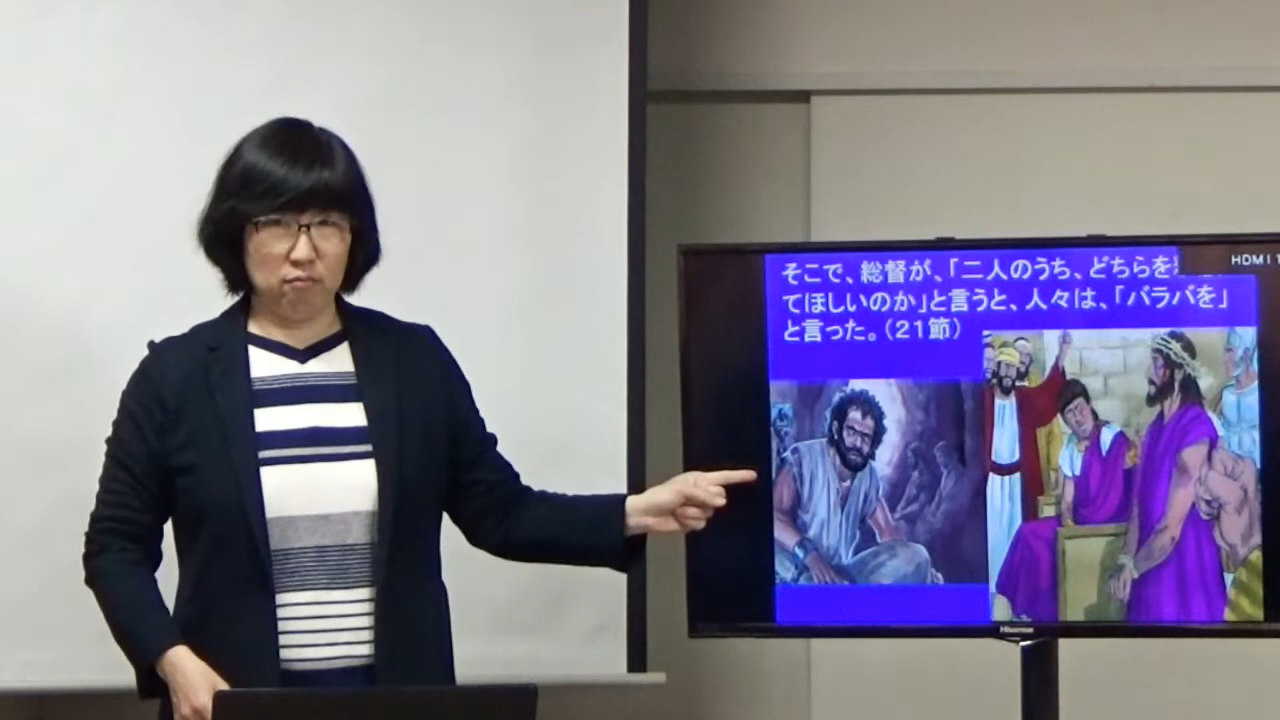 そこで、総督が、「二人のうち、どちらを
てほしいのか」と言うと、人々は、「バラバを」
と言った。(21節)
HDMI 1
Hisense